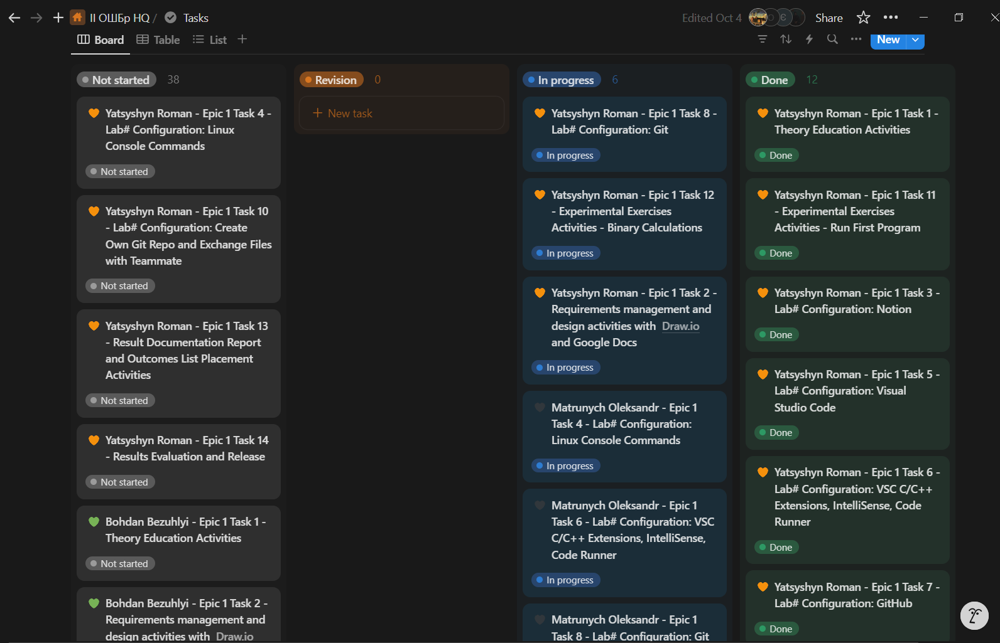 II ОШБр HQ / Tasks
Edited Oct 4
Є
Share
Board
Table
List
New
Not started 38
Yatsyshyn Roman - Epic 1 Task 4 -
Lab# Configuration: Linux
Console Commands
Not started
Yatsyshyn Roman - Epic 1 Task 10
- Lab# Configuration: Create
Own Git Repo and Exchange Files
with Teammate
Not started
Yatsyshyn Roman - Epic 1 Task 13
- Result Documentation Report
and Outcomes List Placement
Activities
Not started
Yatsyshyn Roman - Epic 1 Task 14
- Results Evaluation and Release
Not started
Bohdan Bezuhlyi - Epic 1 Task 1 -
Theory Education Activities
Not started
Bohdan Bezuhlyi - Epic 1 Task 2 -
Requirements management and
design activities with Draw.io
Revision 0
New task
In progress 6
Yatsyshyn Roman - Epic 1 Task 8 -
Lab# Configuration: Git
In progress
Yatsyshyn Roman - Epic 1 Task 12
- Experimental Exercises
Activities - Binary Calculations
In progress
Yatsyshyn Roman - Epic 1 Task 2 -
Requirements management and
design activities with Draw.io
and Google Docs
In progress
Matrunych Oleksandr - Epic 1
Task 4 - Lab# Configuration:
Linux Console Commands
In progress
Matrunych Oleksandr - Epic 1
Task 6 - Lab# Configuration: VSC
C/C++ Extensions, IntelliSense,
Code Runner
In progress
Matrunych Oleksandr - Epic 1
Task 8 - Lab# Configuration: Git
Done 12
Yatsyshyn Roman - Epic 1 Task 1 -
Theory Education Activities
Done
Yatsyshyn Roman - Epic 1 Task 11
- Experimental Exercises
Activities - Run First Program
Done
Yatsyshyn Roman - Epic 1 Task 3 -
Lab# Configuration: Notion
Done
Yatsyshyn Roman - Epic 1 Task 5 -
Lab# Configuration: Visual
Studio Code
Done
Yatsyshyn Roman - Epic 1 Task 6 -
Lab# Configuration: VSC C/C++
Extensions, IntelliSense, Code
Runner
Done
Yatsyshyn Roman - Epic 1 Task 7 -
Lab# Configuration: GitHub
Done